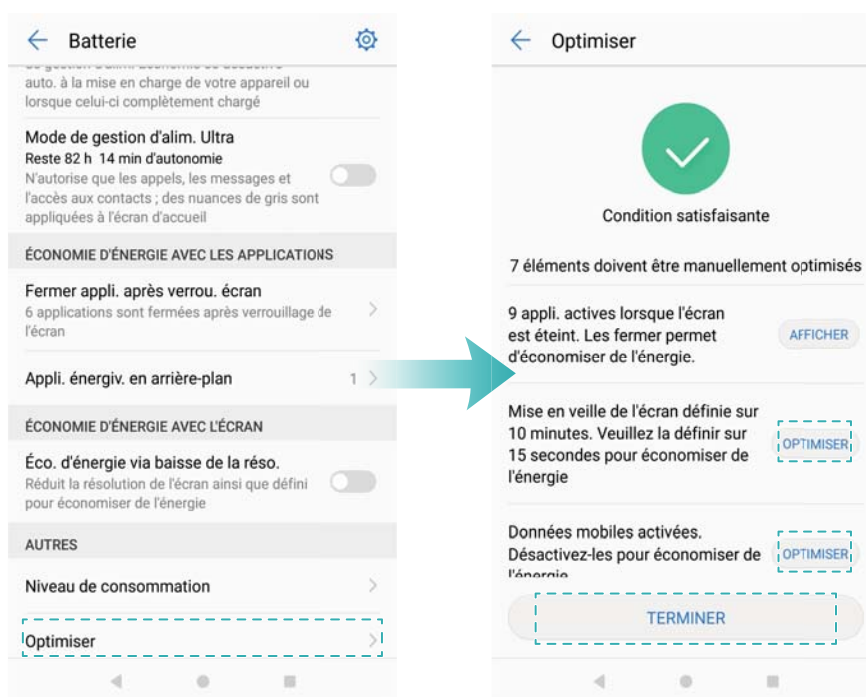 Batterie
auto. à la mise en charge de votre appareil ou
lorsque celui-ci complètement chargé
Mode de gestion d'alim. Ultra
Reste 82 h 14 min d'autonomie
N'autorise que les appels, les messages et
l'accès aux contacts ; des nuances de gris sont
appliquées à l'écran d'accueil
ÉCONOMIE D'ÉNERGIE AVEC LES APPLICATIONS
Fermer appli. après verrou. écran
6 applications sont fermées après verrouillage de
l'écran
Appli. énergiv. en arrière-plan 1
ÉCONOMIE D'ÉNERGIE AVEC L'ÉCRAN
Éco. d'énergie via baisse de la réso.
Réduit la résolution de l'écran ainsi que défini
pour économiser de l'énergie
AUTRES
Niveau de consommation
Optimiser
Optimiser
Condition satisfaisante
7 éléments doivent être manuellement optimisés
9 appli. actives lorsque l'écran
est éteint. Les fermer permet
d'économiser de l'énergie.
AFFICHER
Mise en veille de l'écran définie sur
10 minutes. Veuillez la définir sur
15 secondes pour économiser de
l'énergie
OPTIMISER
Données mobiles activées.
Désactivez-les pour économiser de
l'énergie
OPTIMISER
TERMINER